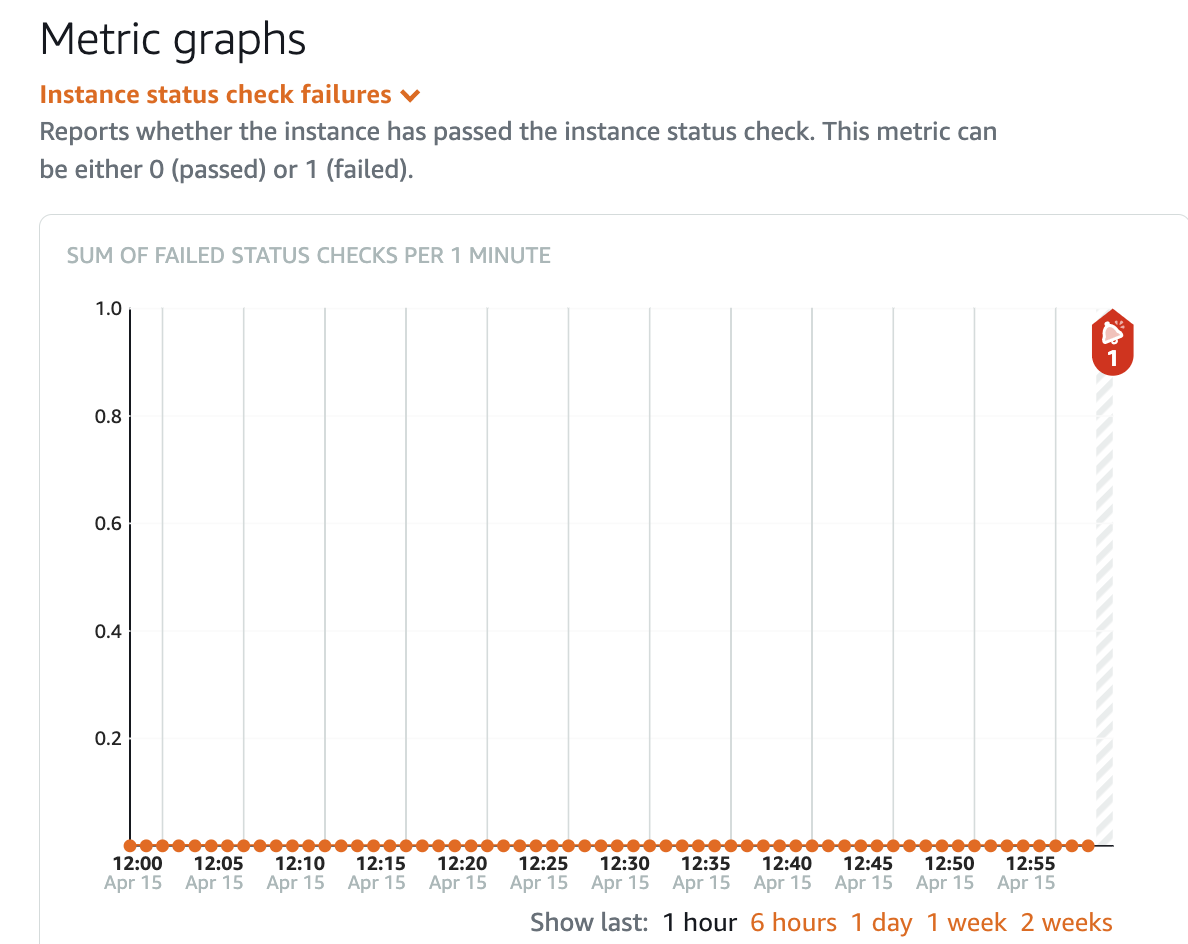 Metric graphs
Instance status check failures
Reports whether the instance has passed the instance status check. This metric can
be either 0 (passed) or 1 (failed).
SUM OF FAILED STATUS CHECKS PER 1 MINUTE
1.0
1
0.8
0.6
0.4
0.2
12:00 12:05 12:10 12:15 12:20 12:25 12:30 12:35 12:40 12:45 12:50 12:55
Apr 15 Apr 15 Apr 15 Apr 15 Apr 15 Apr 15 Apr 15 Apr 15 Apr 15 Apr 15 Apr 15 Apr 15
Show last: 1 hour 6 hours 1 day 1 week 2 weeks